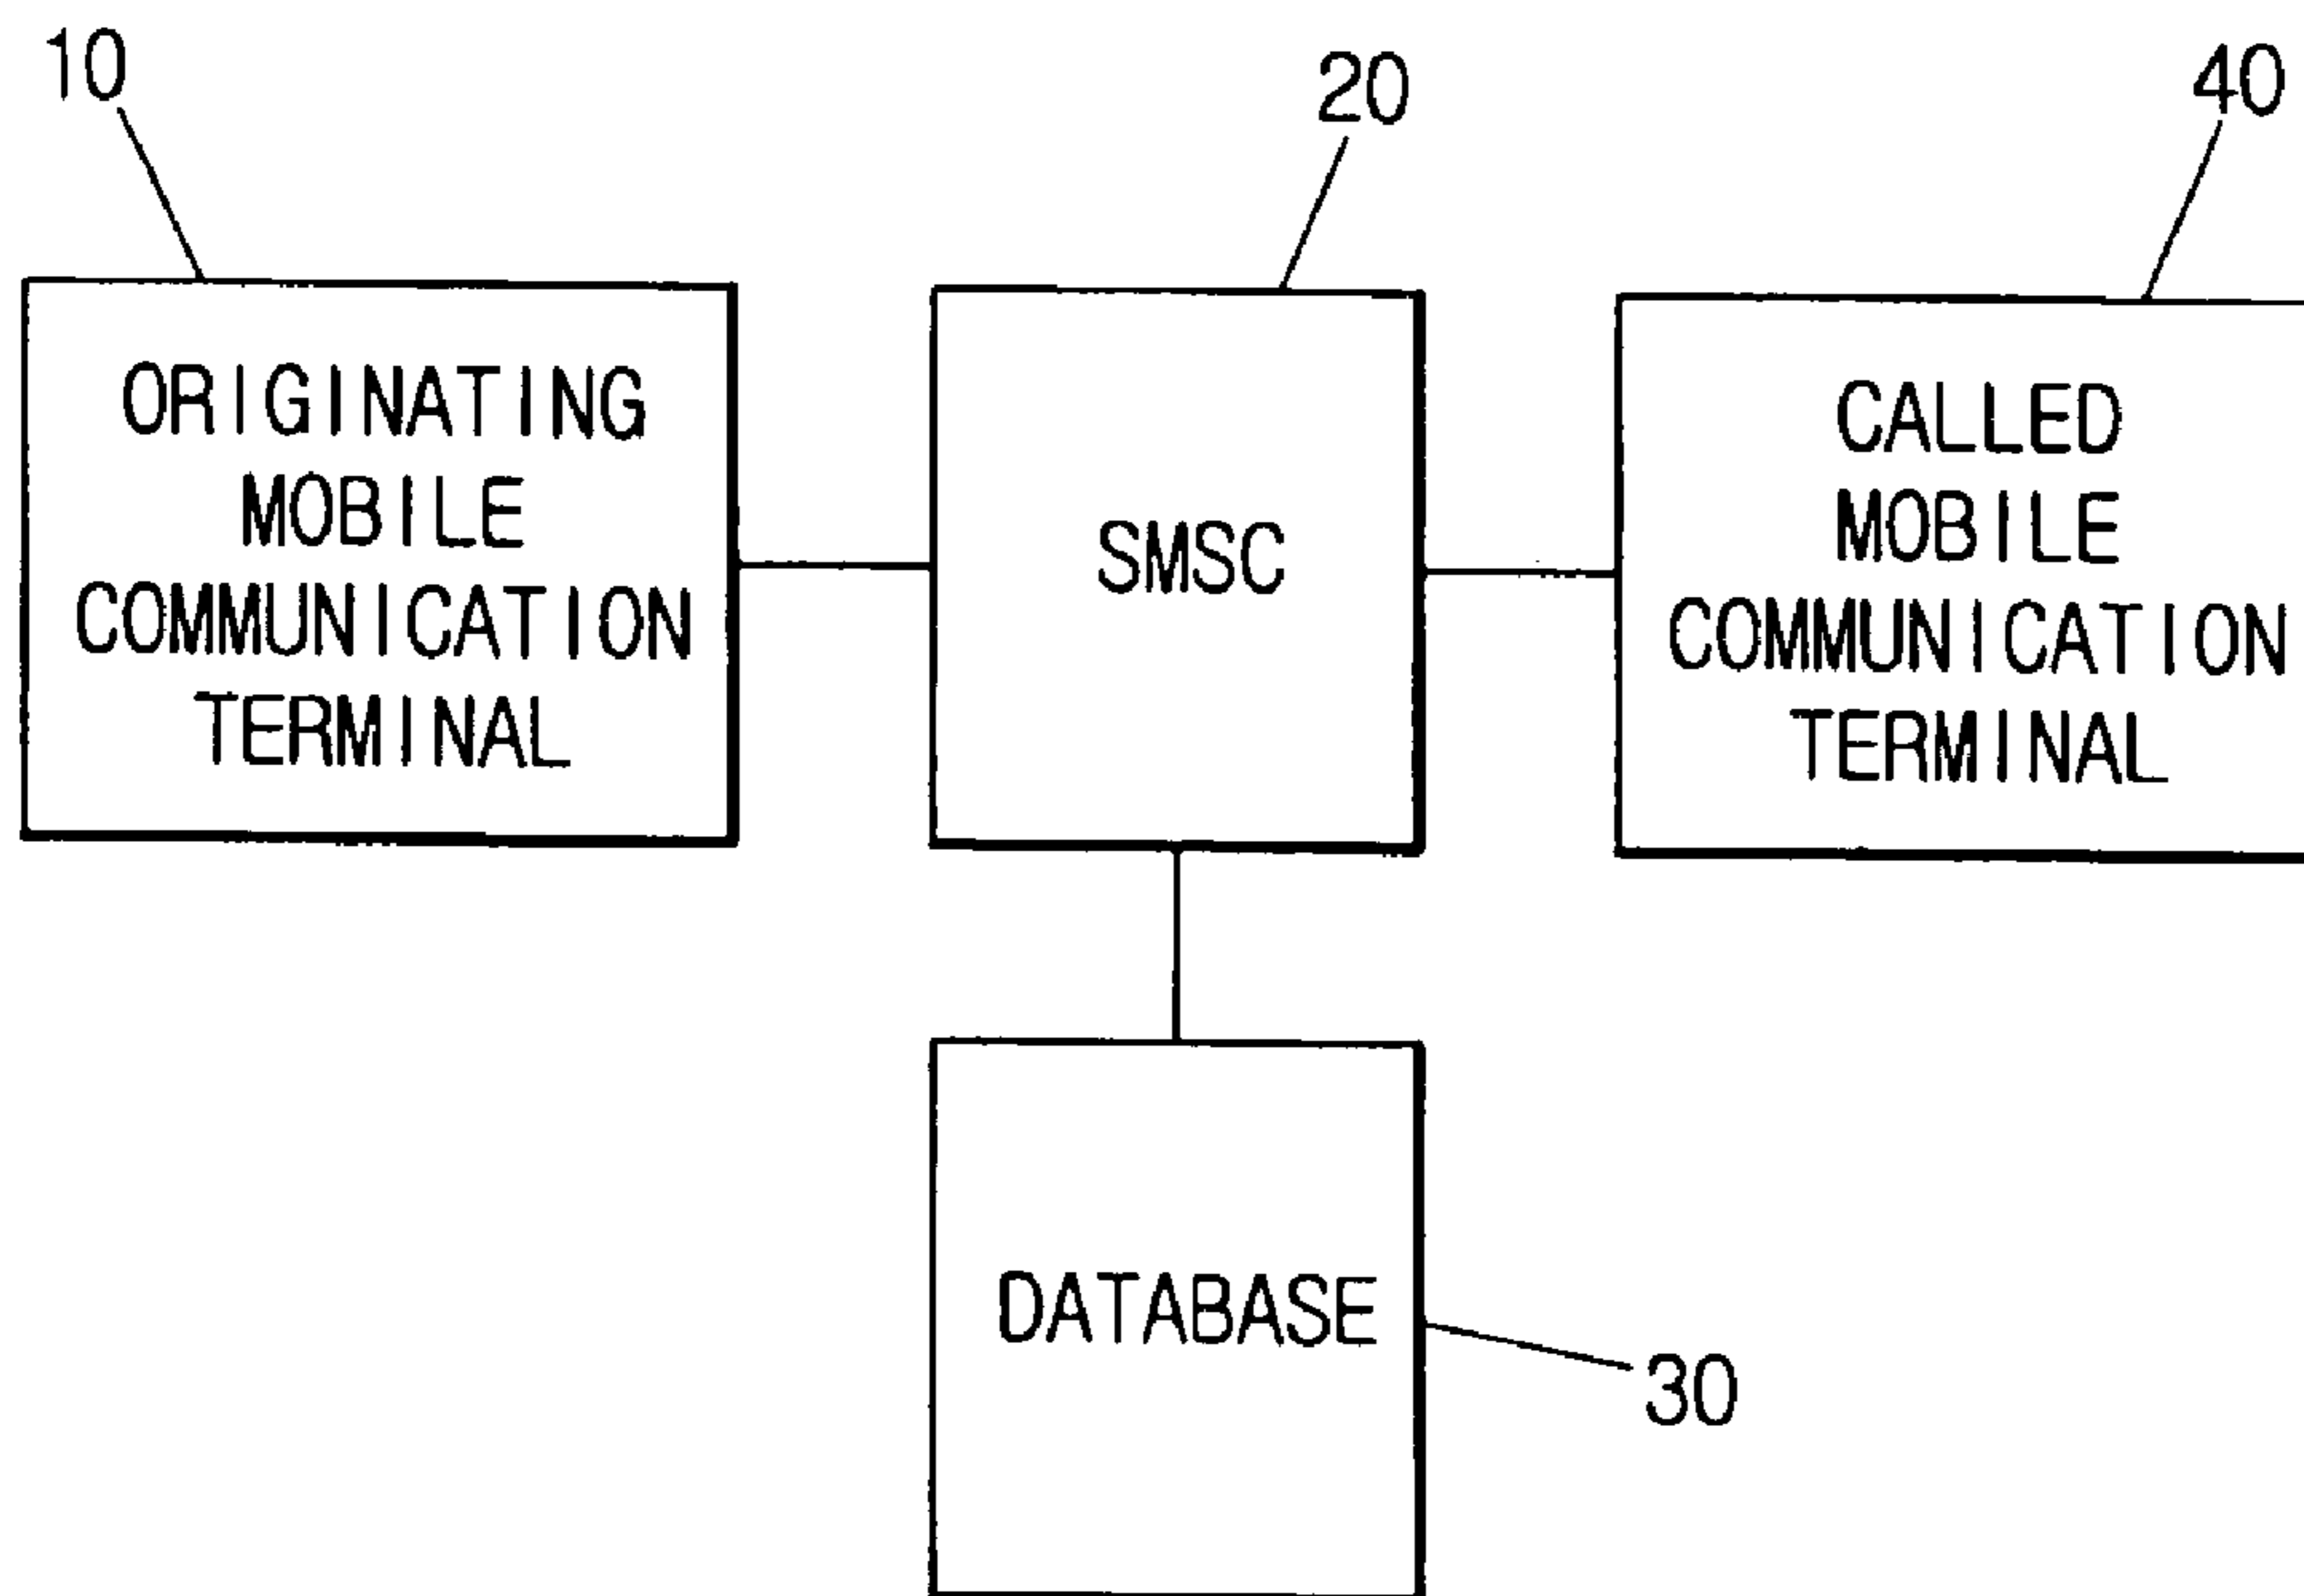 10
20
40
ORIGINATING
MOBILE
COMMUNICATION
TERMINAL
SMSC
CALLED
MOBILE
COMMUNICATION
TERMINAL
DATABASE
30